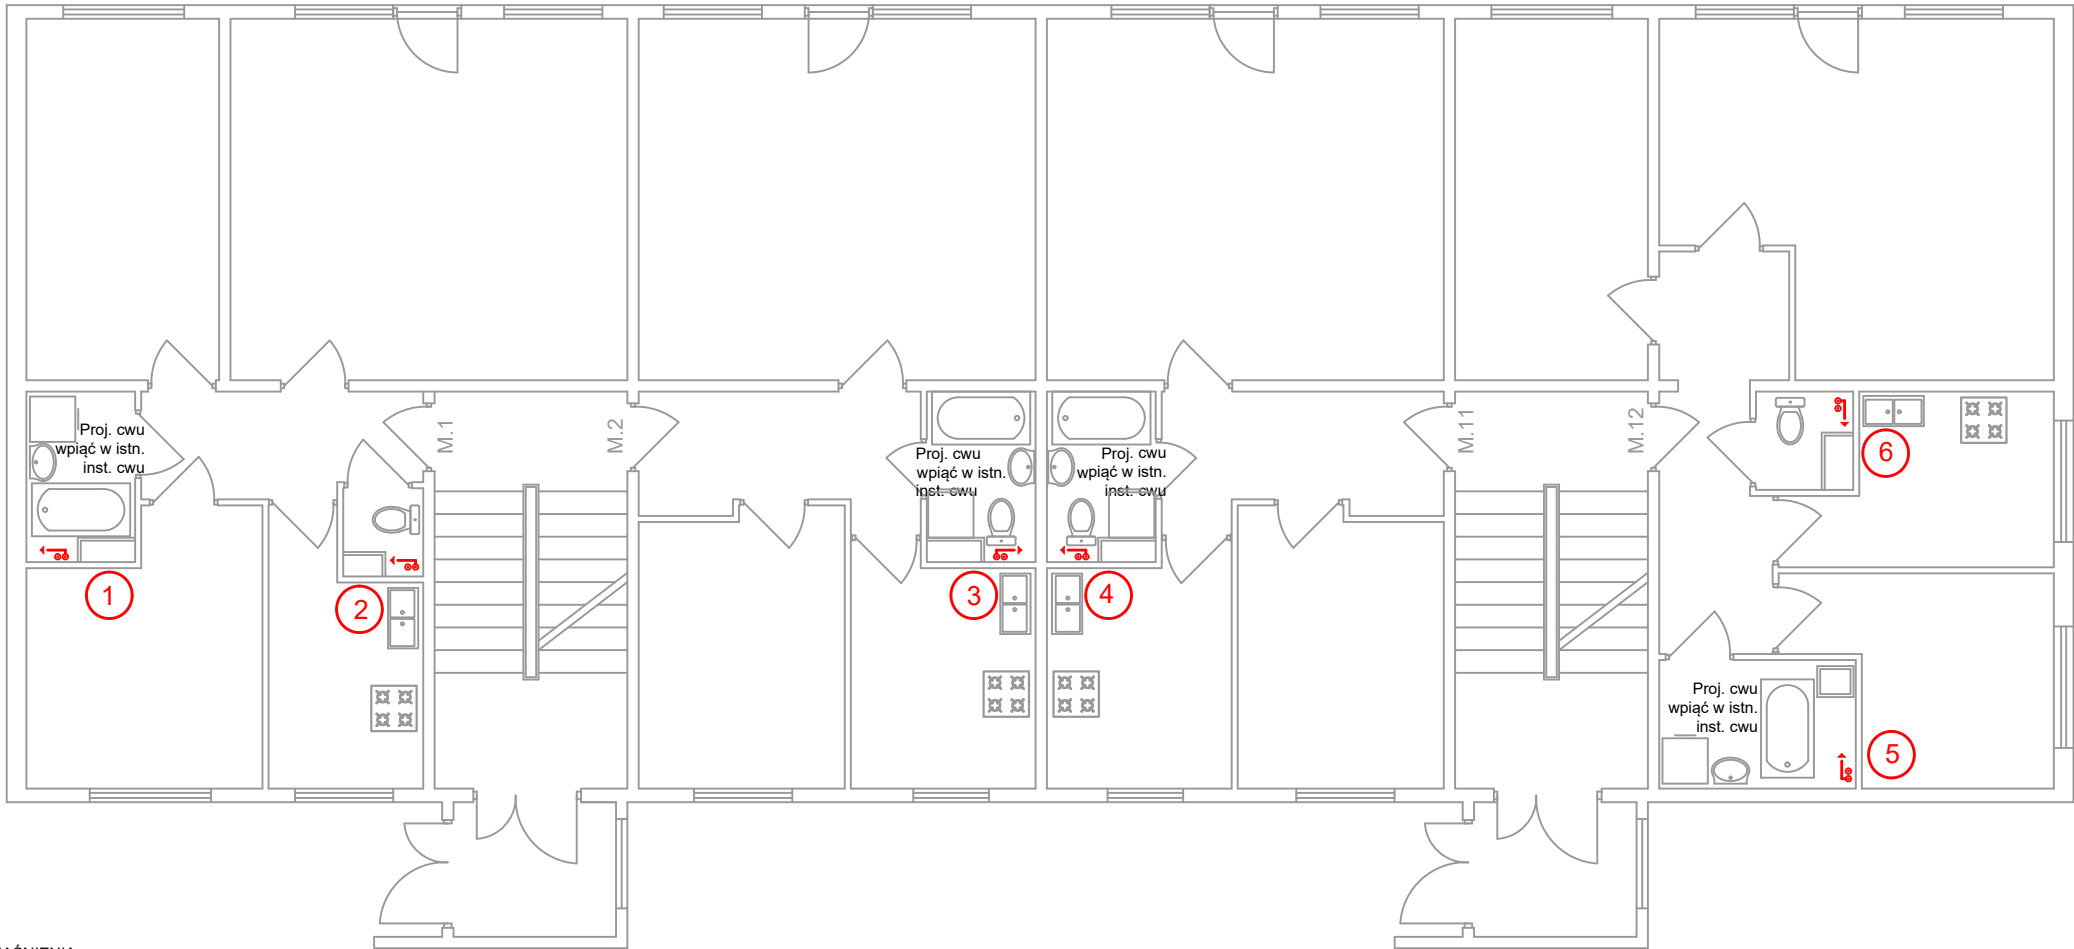 M.1
M.2
M.11
M.12
Proj. cwu
wpiąć w istn.
inst. cwu
Proj. cwu
wpiąć w istn.
inst. cwu
Proj. cwu
wpiąć w istn.
inst. cwu
6
1
2
3
4
Proj. cwu
wpiąć w istn.
inst. cwu
5